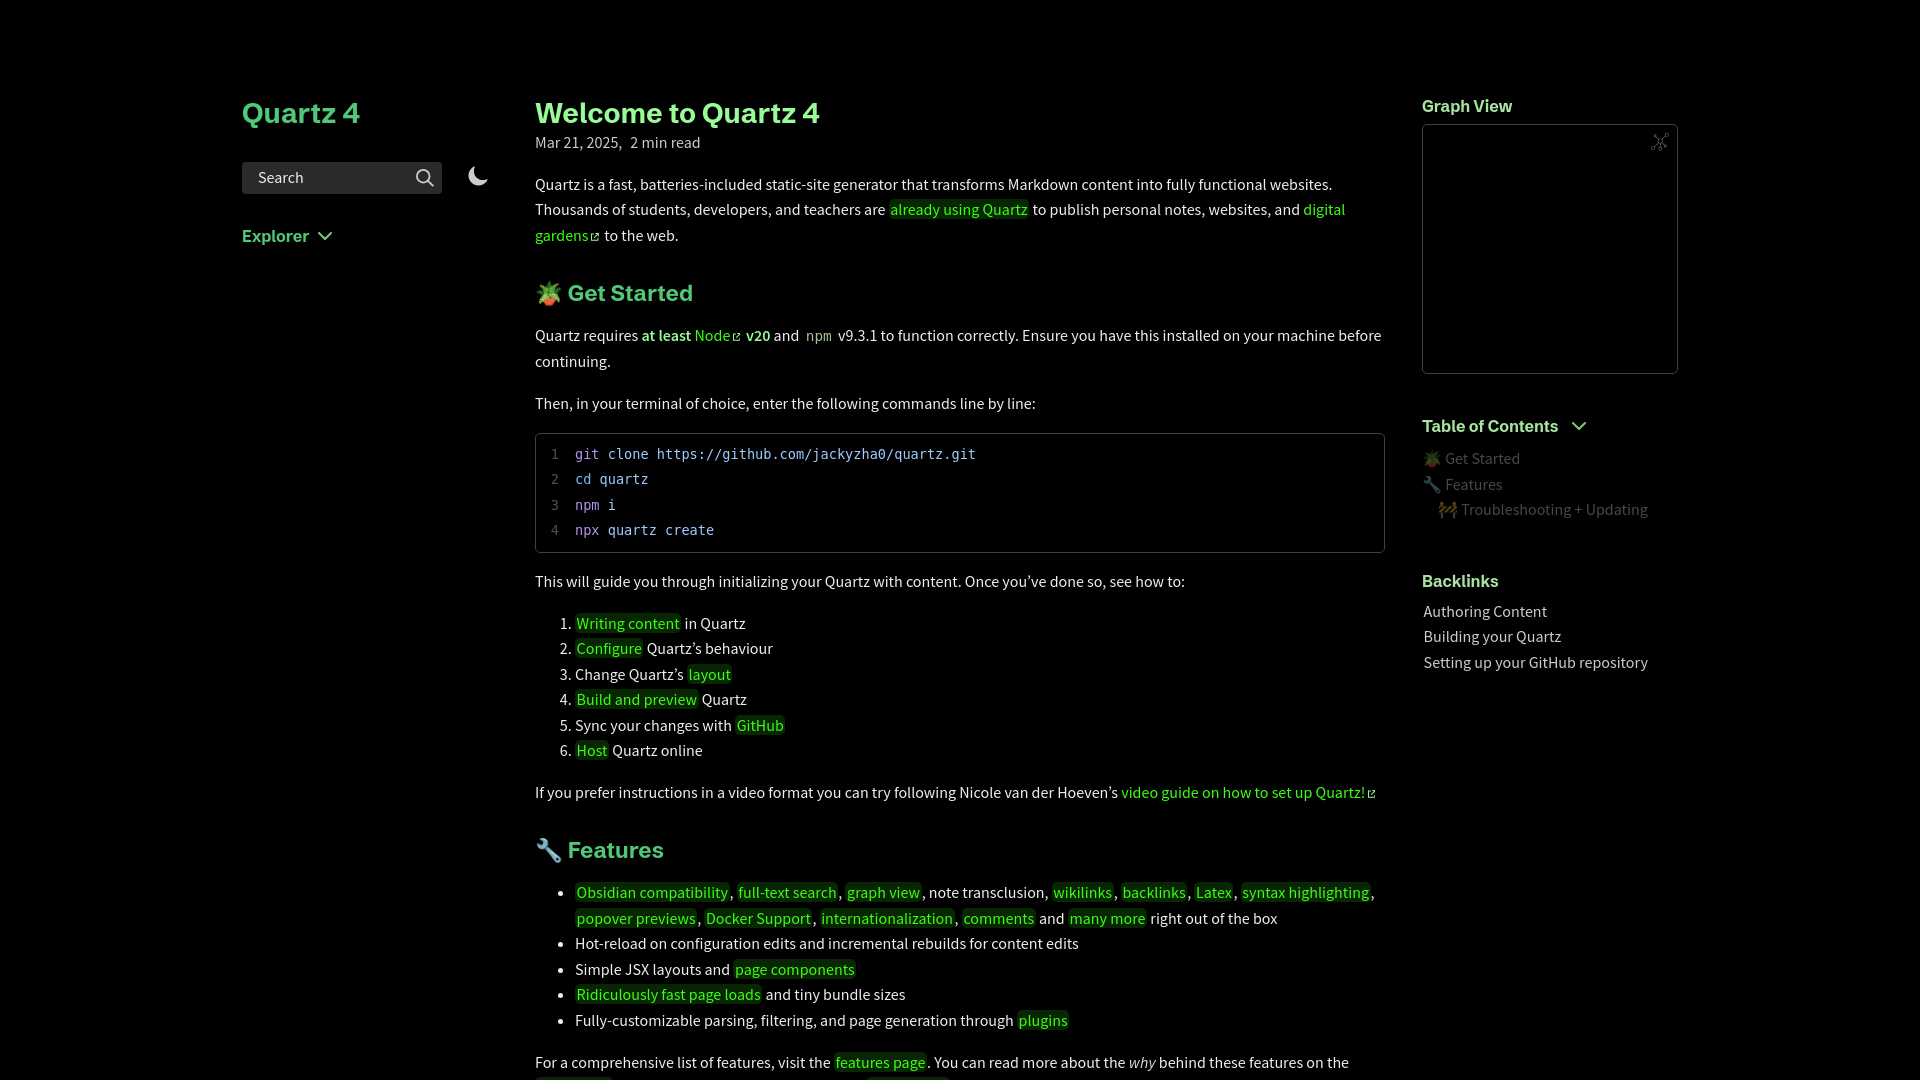 Quartz 4
Search
Explorer
Welcome to Quartz 4
Mar 21, 2025, 2 min read
Quartz is a fast, batteries-included static-site generator that transforms Markdown content into fully functional websites.
Thousands of students, developers, and teachers are already using Quartz to publish personal notes, websites, and digital
gardens to the web.
🪴 Get Started
Quartz requires at least Node v20 and npm v9.3.1 to function correctly. Ensure you have this installed on your machine before
continuing.
Then, in your terminal of choice, enter the following commands line by line:
1 git clone https://github.com/jackyzha0/quartz.git
2 cd quartz
3 npm i
4 npx quartz create
This will guide you through initializing your Quartz with content. Once you’ve done so, see how to:
1. Writing content in Quartz
2. Configure Quartz’s behaviour
3. Change Quartz’s layout
4. Build and preview Quartz
5. Sync your changes with GitHub
6. Host Quartz online
If you prefer instructions in a video format you can try following Nicole van der Hoeven’s video guide on how to set up Quartz!
🔧 Features
• Obsidian compatibility, full-text search, graph view, note transclusion, wikilinks, backlinks, Latex, syntax highlighting,
popover previews, Docker Support, internationalization, comments and many more right out of the box
• Hot-reload on configuration edits and incremental rebuilds for content edits
• Simple JSX layouts and page components
• Ridiculously fast page loads and tiny bundle sizes
• Fully-customizable parsing, filtering, and page generation through plugins
For a comprehensive list of features, visit the features page. You can read more about the why behind these features on the
Graph View
Table of Contents
🪴 Get Started
🔧 Features
🚧 Troubleshooting + Updating
Backlinks
Authoring Content
Building your Quartz
Setting up your GitHub repository